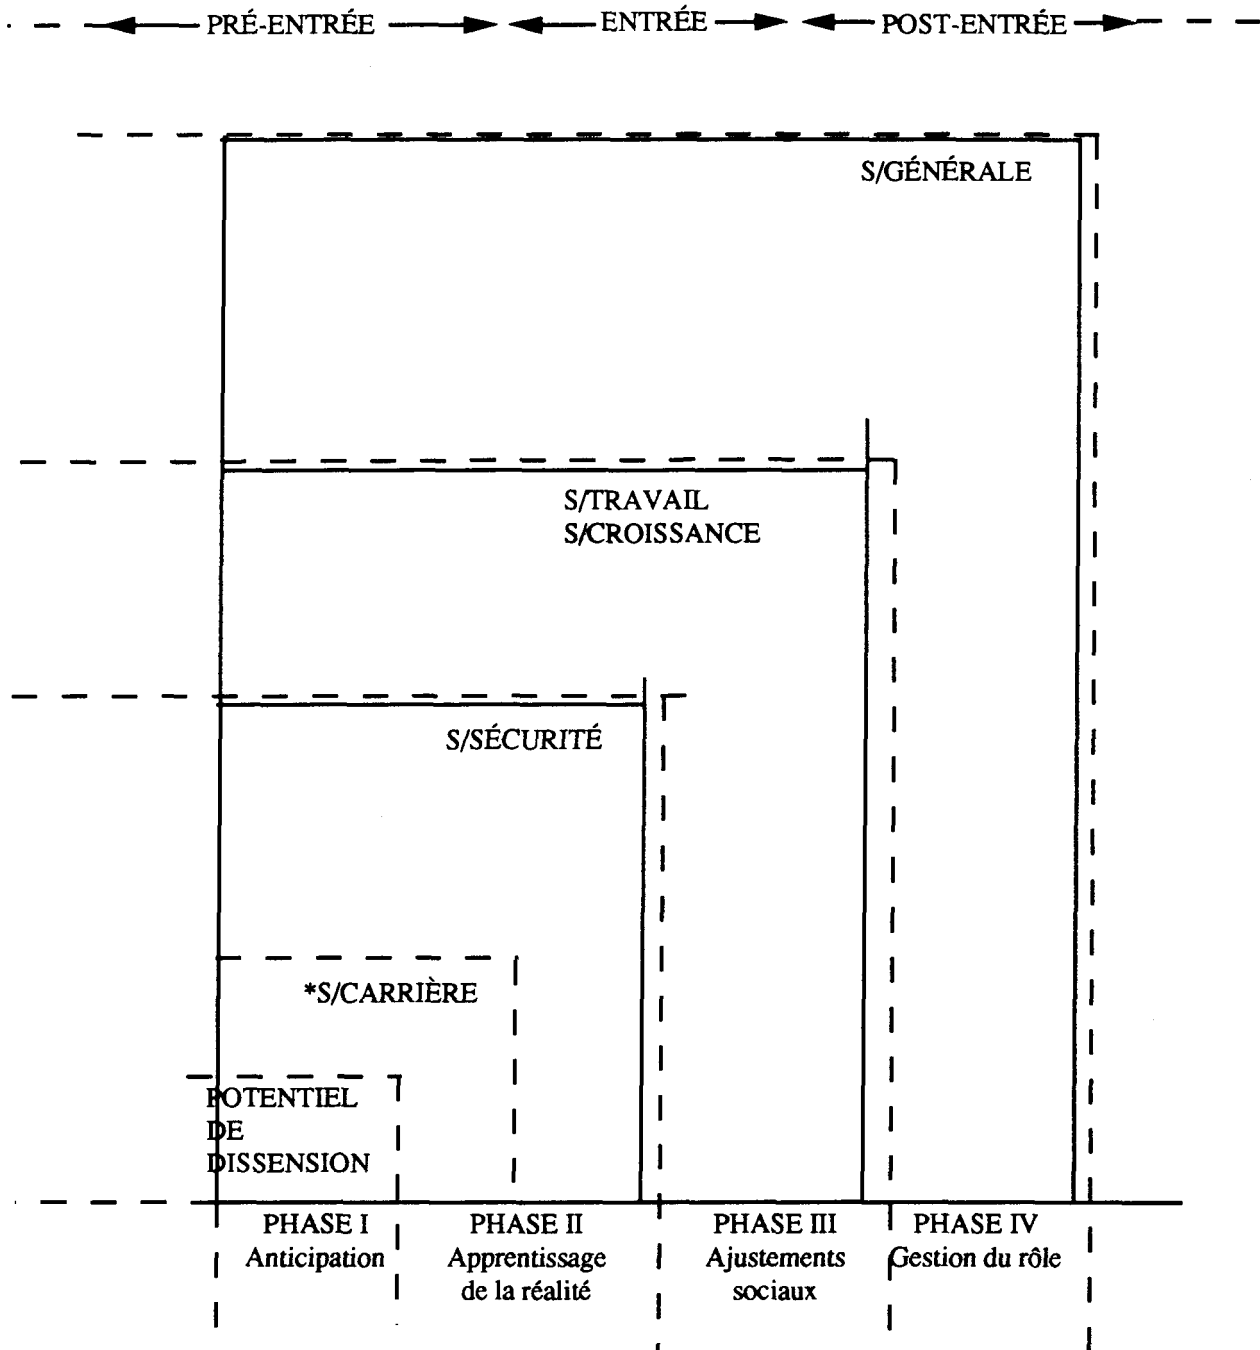 PRÉ-ENTRÉE ENTRÉE POST-ENTRÉE
S/GÉNÉRALE
S/TRAVAIL
S/CROISSANCE
S/SÉCURITÉ
*S/CARRIÈRE
POTENTIEL
DE
DISSENSION
PHASE I
Anticipation
PHASE II
Apprentissage
de la réalité
PHASE III
Ajustements
sociaux
PHASE IV
Gestion du rôle